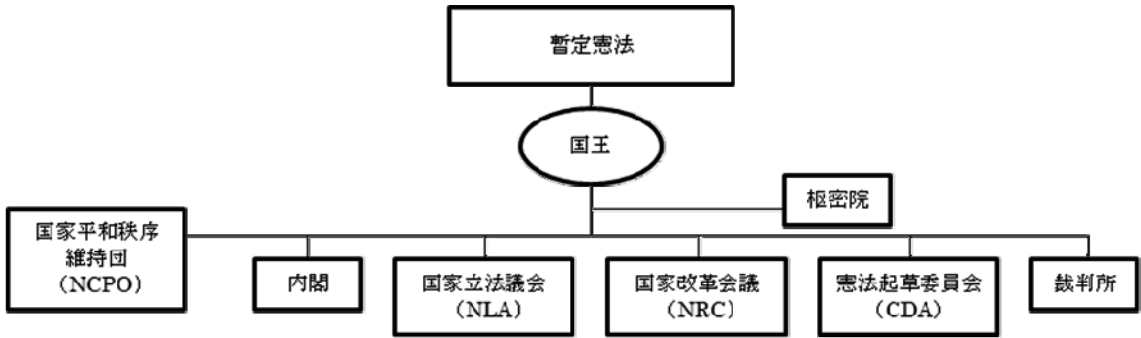 暫定憲法
国王
枢密院
国家平和秩序
維持団
（NCPO）
内閣
国家立法議会
（NLA）
国家改革会議
（NRC）
憲法起草委員会
（CDA）
裁判所